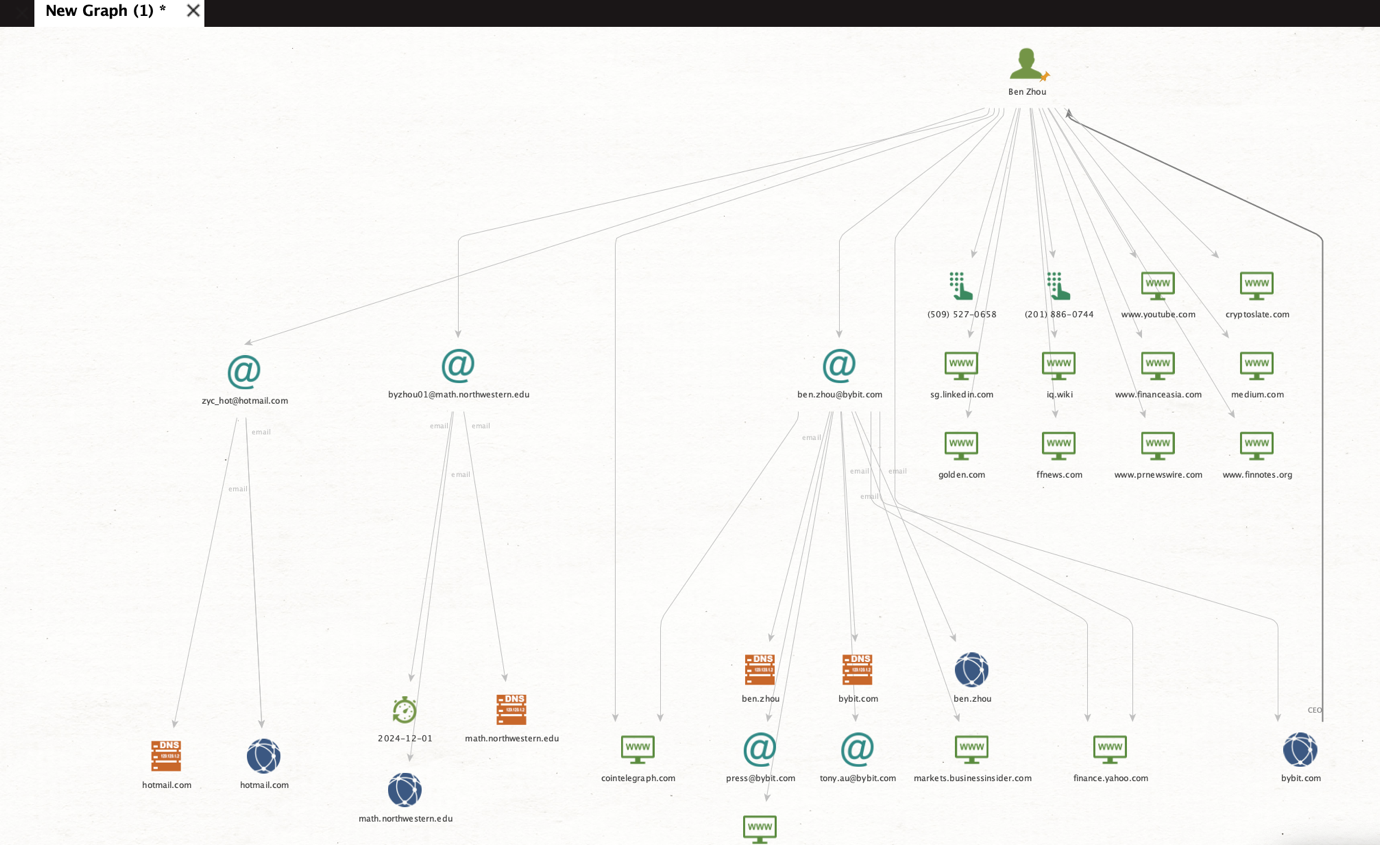 New Graph (1) *
Ben Zhou
(509) 527-0658
(201) 886-0744
www.youtube.com
cryptoslate.com
zyc_hot@hotmail.com
byzhou01@math.northwestern.edu
ben.zhou@bybit.com
sg.linkedin.com
iq.wiki
www.financeasia.com
medium.com
email
email
email
email
email
email
email
email
email
golden.com
ffnews.com
www.prnewswire.com
www.finnotes.org
ben.zhou
bybit.com
ben.zhou
CEO
2024-12-01
math.northwestern.edu
hotmail.com
hotmail.com
cointelegraph.com
press@bybit.com
tony.au@bybit.com
markets.businessinsider.com
finance.yahoo.com
bybit.com
math.northwestern.edu